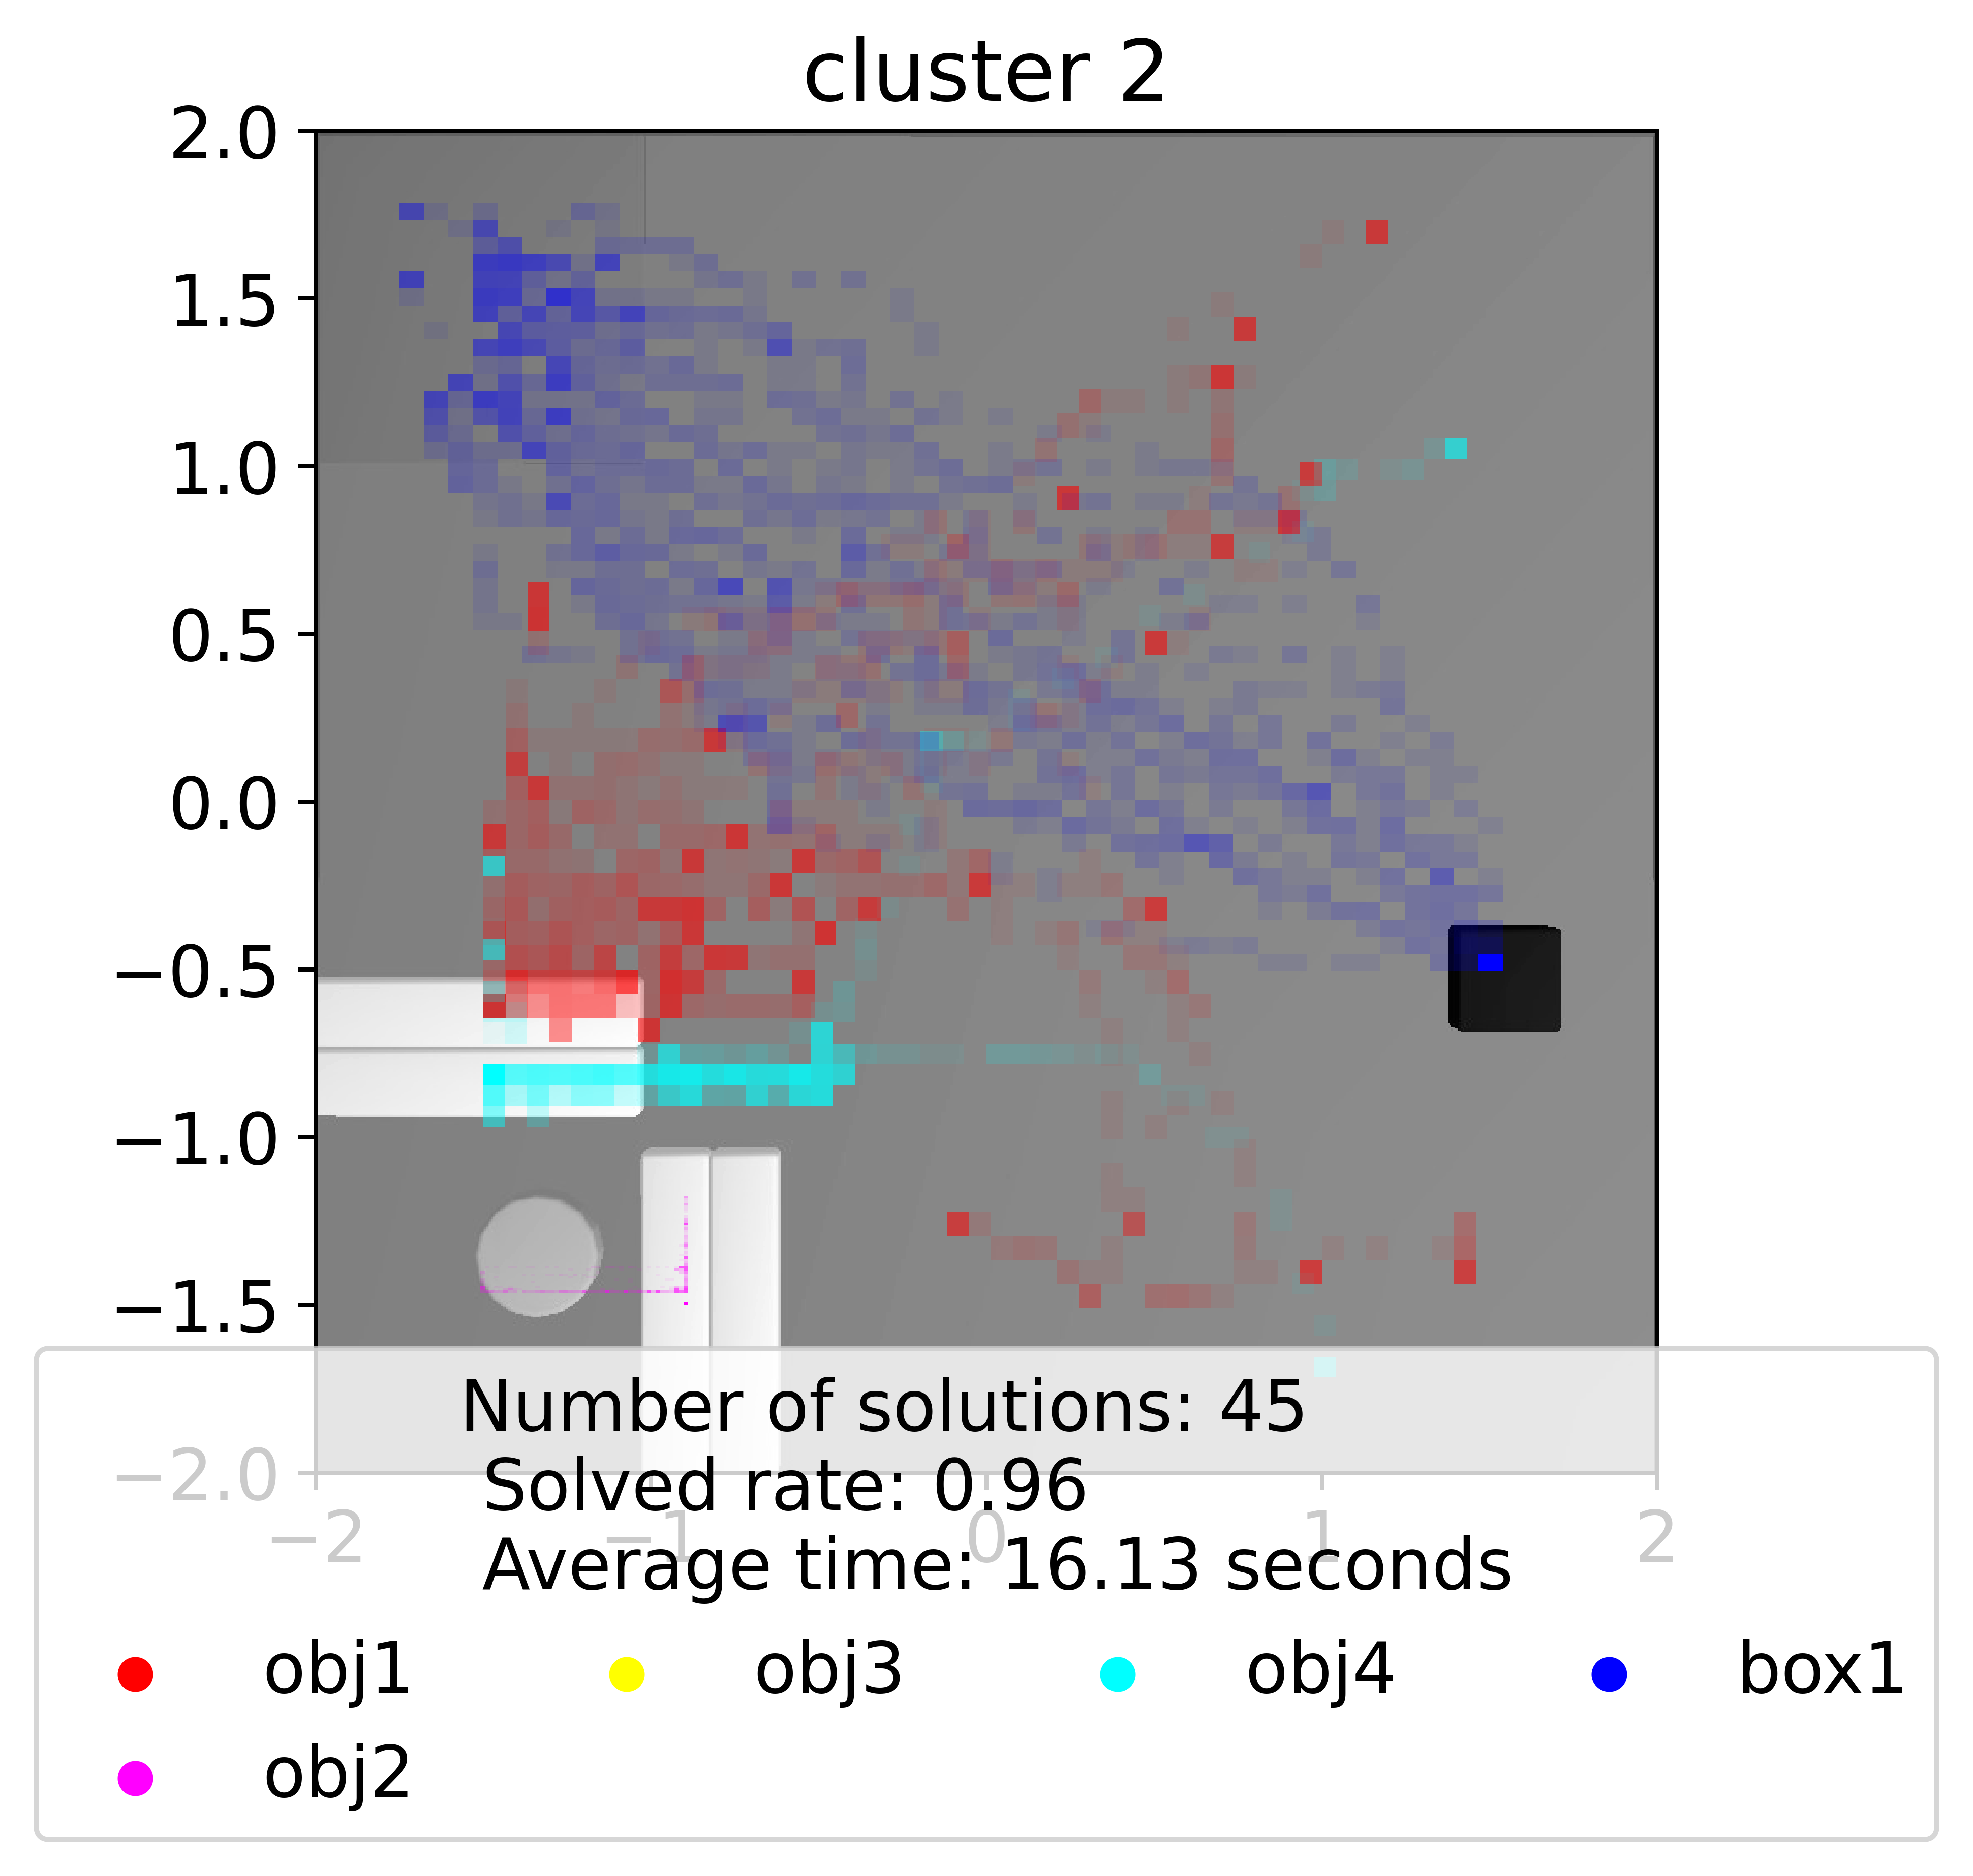 cluster 2
2.0
1.5
1.0
0.5
0.0
−0.5
−1.0
−1.5
−2.0
−2 −1 0 1 2
Number of solutions: 45
Solved rate: 0.96
Average time: 16.13 seconds
obj1 obj3 obj4 box1
obj2